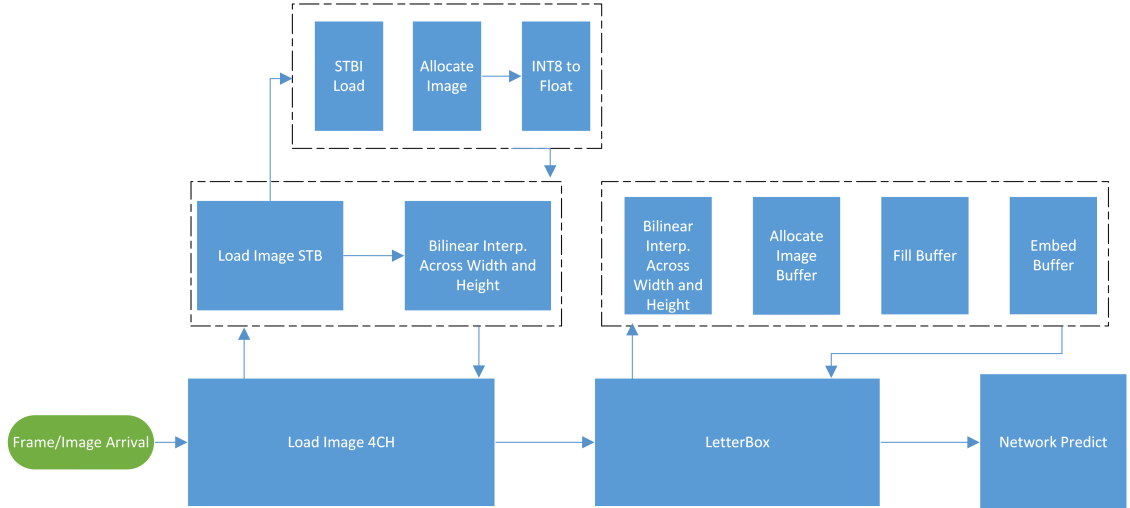 STBI
Load
Allocate
Image
INT8 to
Float
Load Image STB
Bilinear Interp.
Across Width and
Height
Bilinear
Interp.
Across
Width and
Height
Allocate
Image
Buffer
Fill Buffer
Embed
Buffer
Frame/Image Arrival
Load Image 4CH
LetterBox
Network Predict